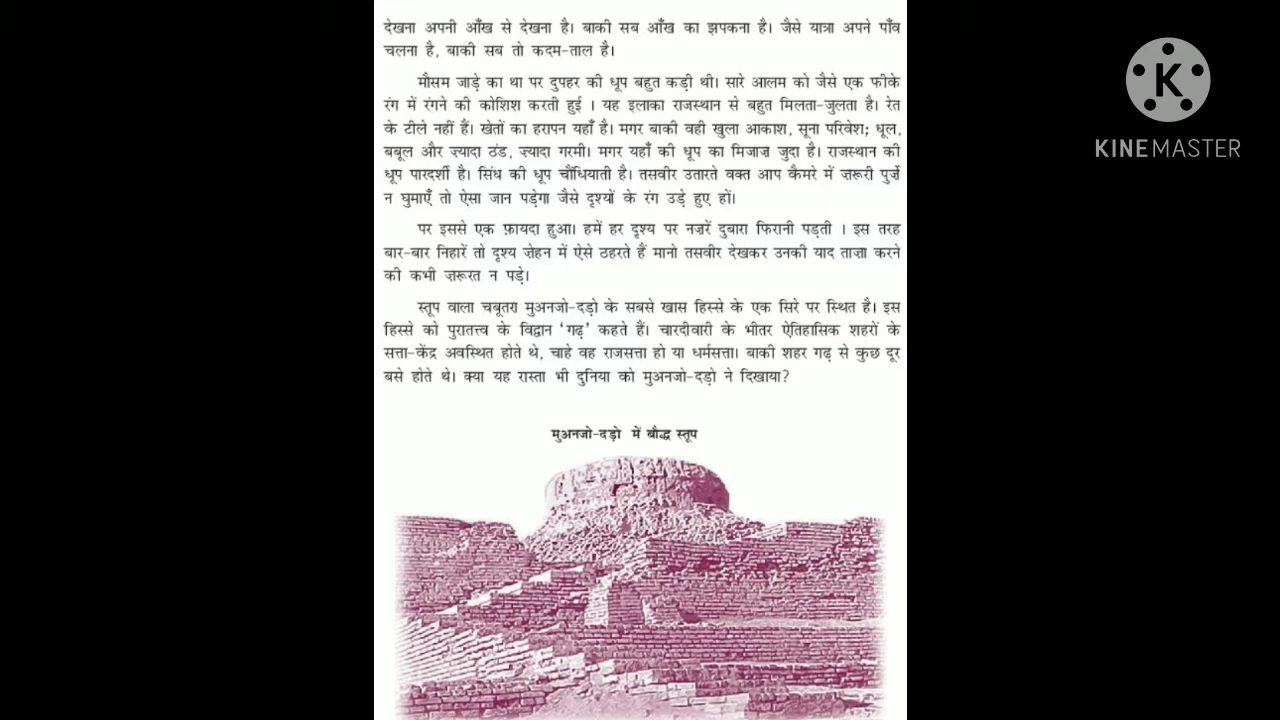 देखना अपनी आँख से देखना है। बाकी सब आँख का झपकना है। जैसे यात्रा अपने पाँव
चलना है, बाकी सब तो कदम-ताल है।
मौसम जाड़े का था पर दुपहर की धूप बहुत कड़ी थी। सारे आलम को जैसे एक फीके
रंग में रंगने की कोशिश करती हुई । यह इलाका राजस्थान से बहुत मिलता-जुलता है। रेत
के टीले नहीं हैं। खेतों का हरापन यहाँ है। मगर बाकी वही खुला आकाश, सूना परिवेश; धूल,
बबूल और ज़्यादा ठंड, ज़्यादा गरमी। मगर यहाँ की धूप का मिजाज़ जुदा है। राजस्थान की
धूप पारदर्शी है। सिंध की धूप चौंधियाती है। तसवीर उतारते वक्त आप कैमरे में ज़रूरी पुर्ज़े
न घुमाएँ तो ऐसा जान पड़ेगा जैसे दृश्यों के रंग उड़े हुए हों।
पर इससे एक फ़ायदा हुआ। हमें हर दृश्य पर नज़रें दुबारा फिरानी पड़ती । इस तरह
बार-बार निहारें तो दृश्य ज़ेहन में ऐसे ठहरते हैं मानो तसवीर देखकर उनकी याद ताज़ा करने
की कभी ज़रूरत न पड़े।
स्तूप वाला चबूतरा मुअनजो-दड़ो के सबसे खास हिस्से के एक सिरे पर स्थित है। इस
हिस्से को पुरातत्त्व के विद्वान ‘गढ़’ कहते हैं। चारदीवारी के भीतर ऐतिहासिक शहरों के
सत्ता-केंद्र अवस्थित होते थे, चाहे वह राजसत्ता हो या धर्मसत्ता। बाकी शहर गढ़ से कुछ दूर
बसे होते थे। क्या यह रास्ता भी दुनिया को मुअनजो-दड़ो ने दिखाया?
मुअनजो-दड़ो में बौद्ध स्तूप
K
KINEMASTER